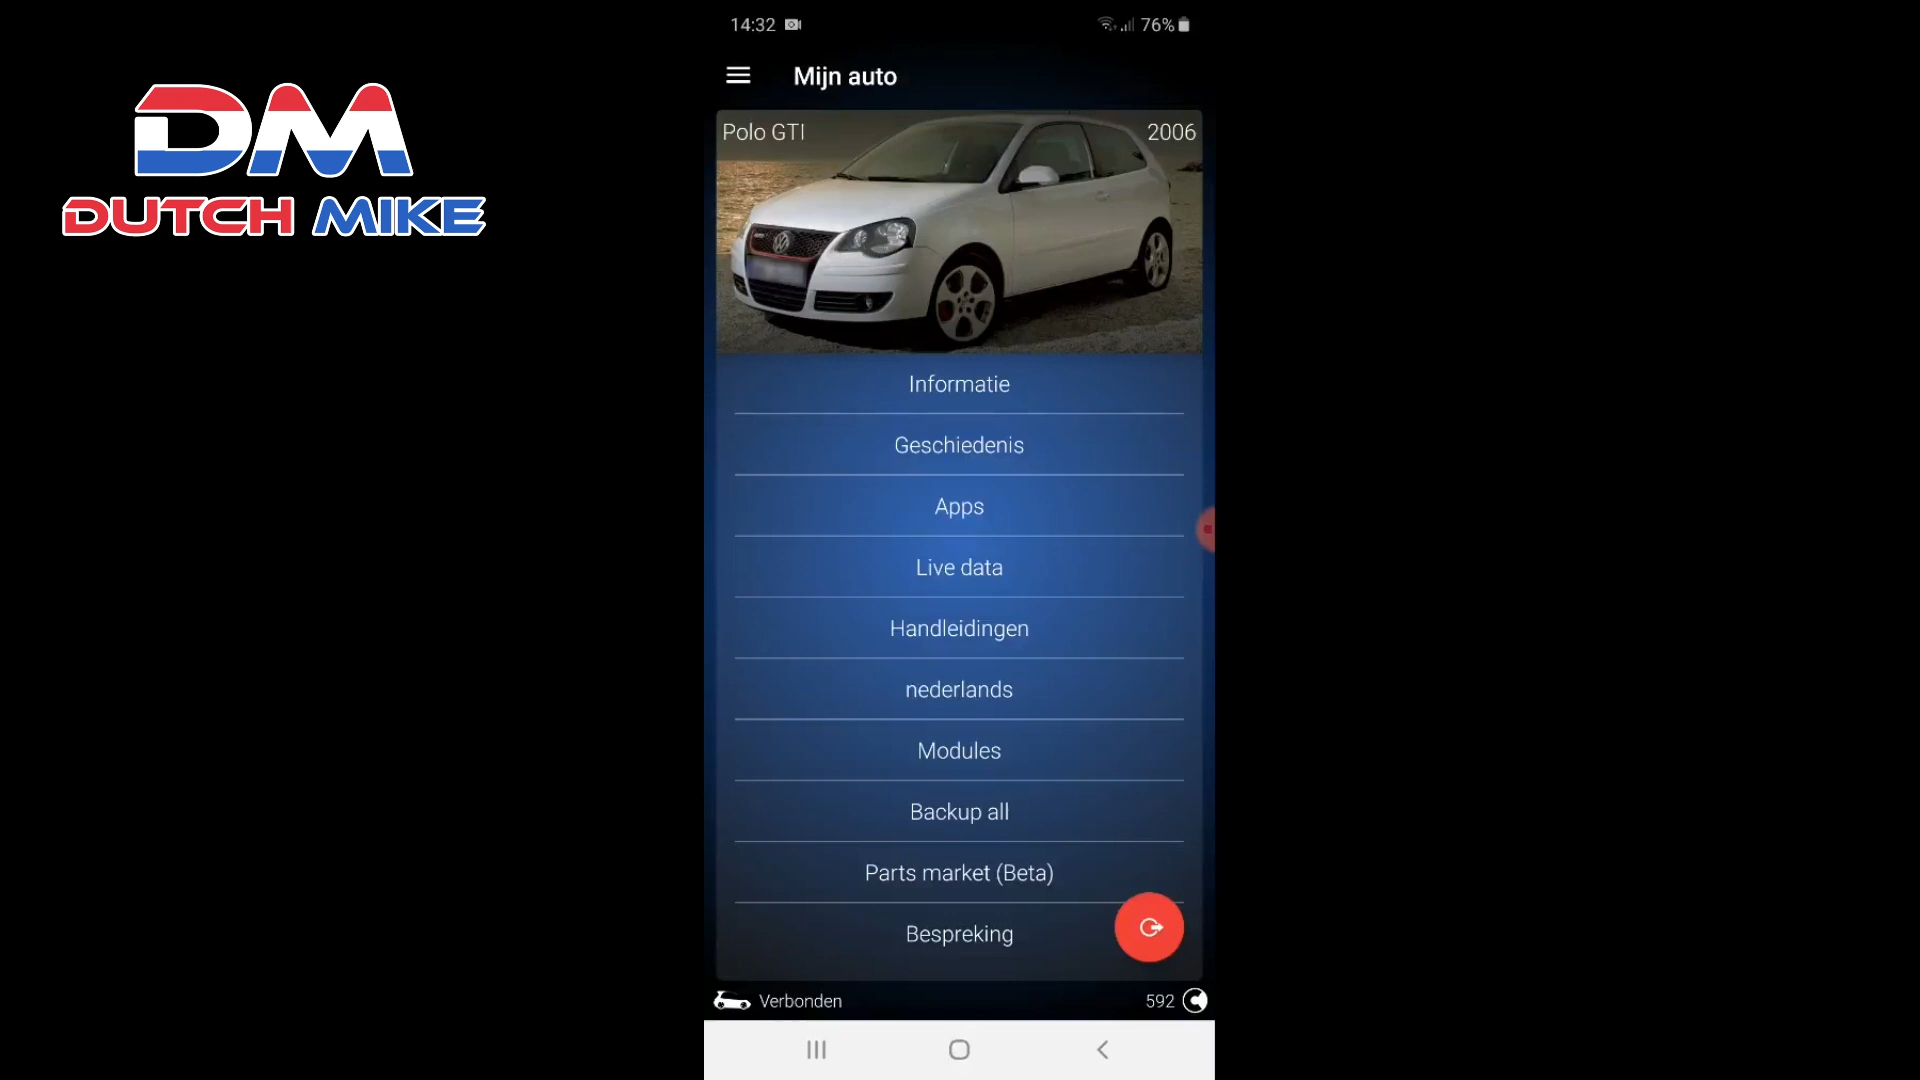 DM
DUTCH MIKE
14:32
76%
Mijn auto
Polo GTI
2006
Informatie
Geschiedenis
Apps
Live data
Handleidingen
nederlands
Modules
Backup all
Parts market (Beta)
Bespreking
Verbonden
592